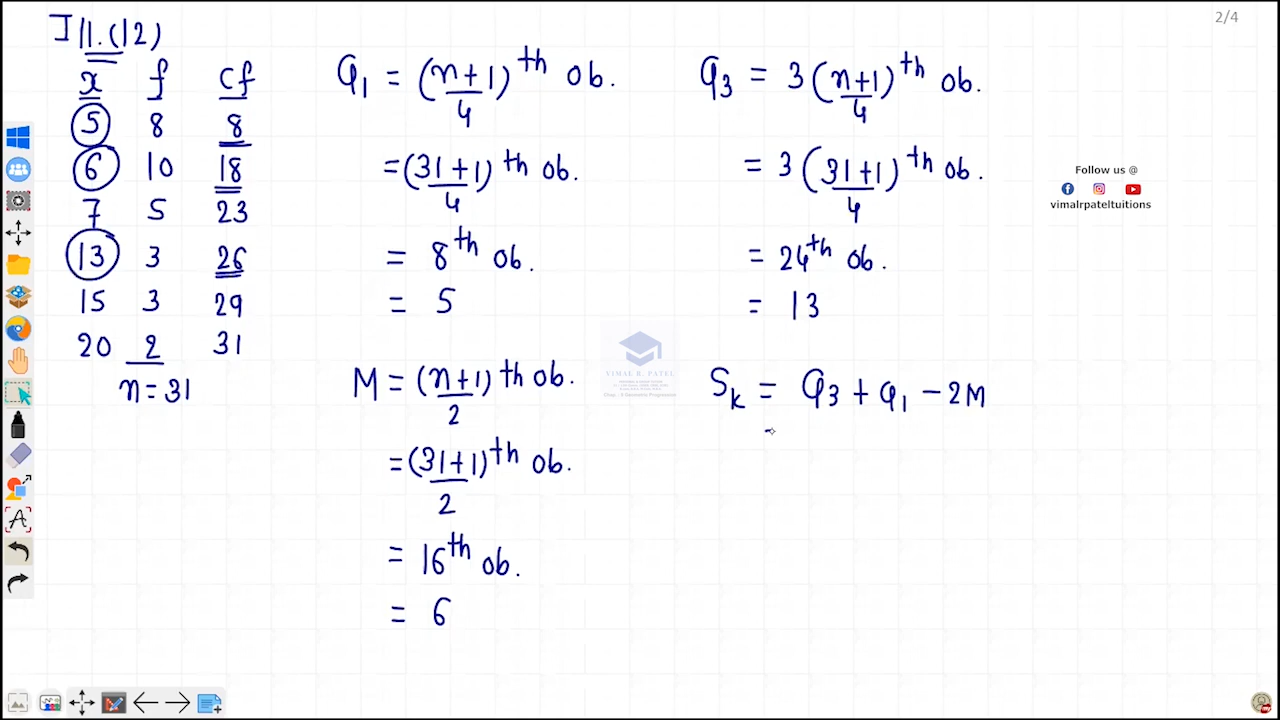 2/4
Ill.(12)
x f cf
5 8 8
6 10 18
7 5 23
13 3 26
15 3 29
20 2 31
n = 31
Q1 = (n+1/4)th ob.
= (31+1/4)th ob.
= 8th ob.
= 5
M = (n+1/2)th ob.
= (31+1/2)th ob.
= 16th ob.
= 6
Q3 = 3(n+1/4)th ob.
= 3(31+1/4)th ob.
= 24th ob.
= 13
Sk = Q3 + Q1 - 2M
Follow us @
vimalrpateltuitions
VIMAL R. PATEL